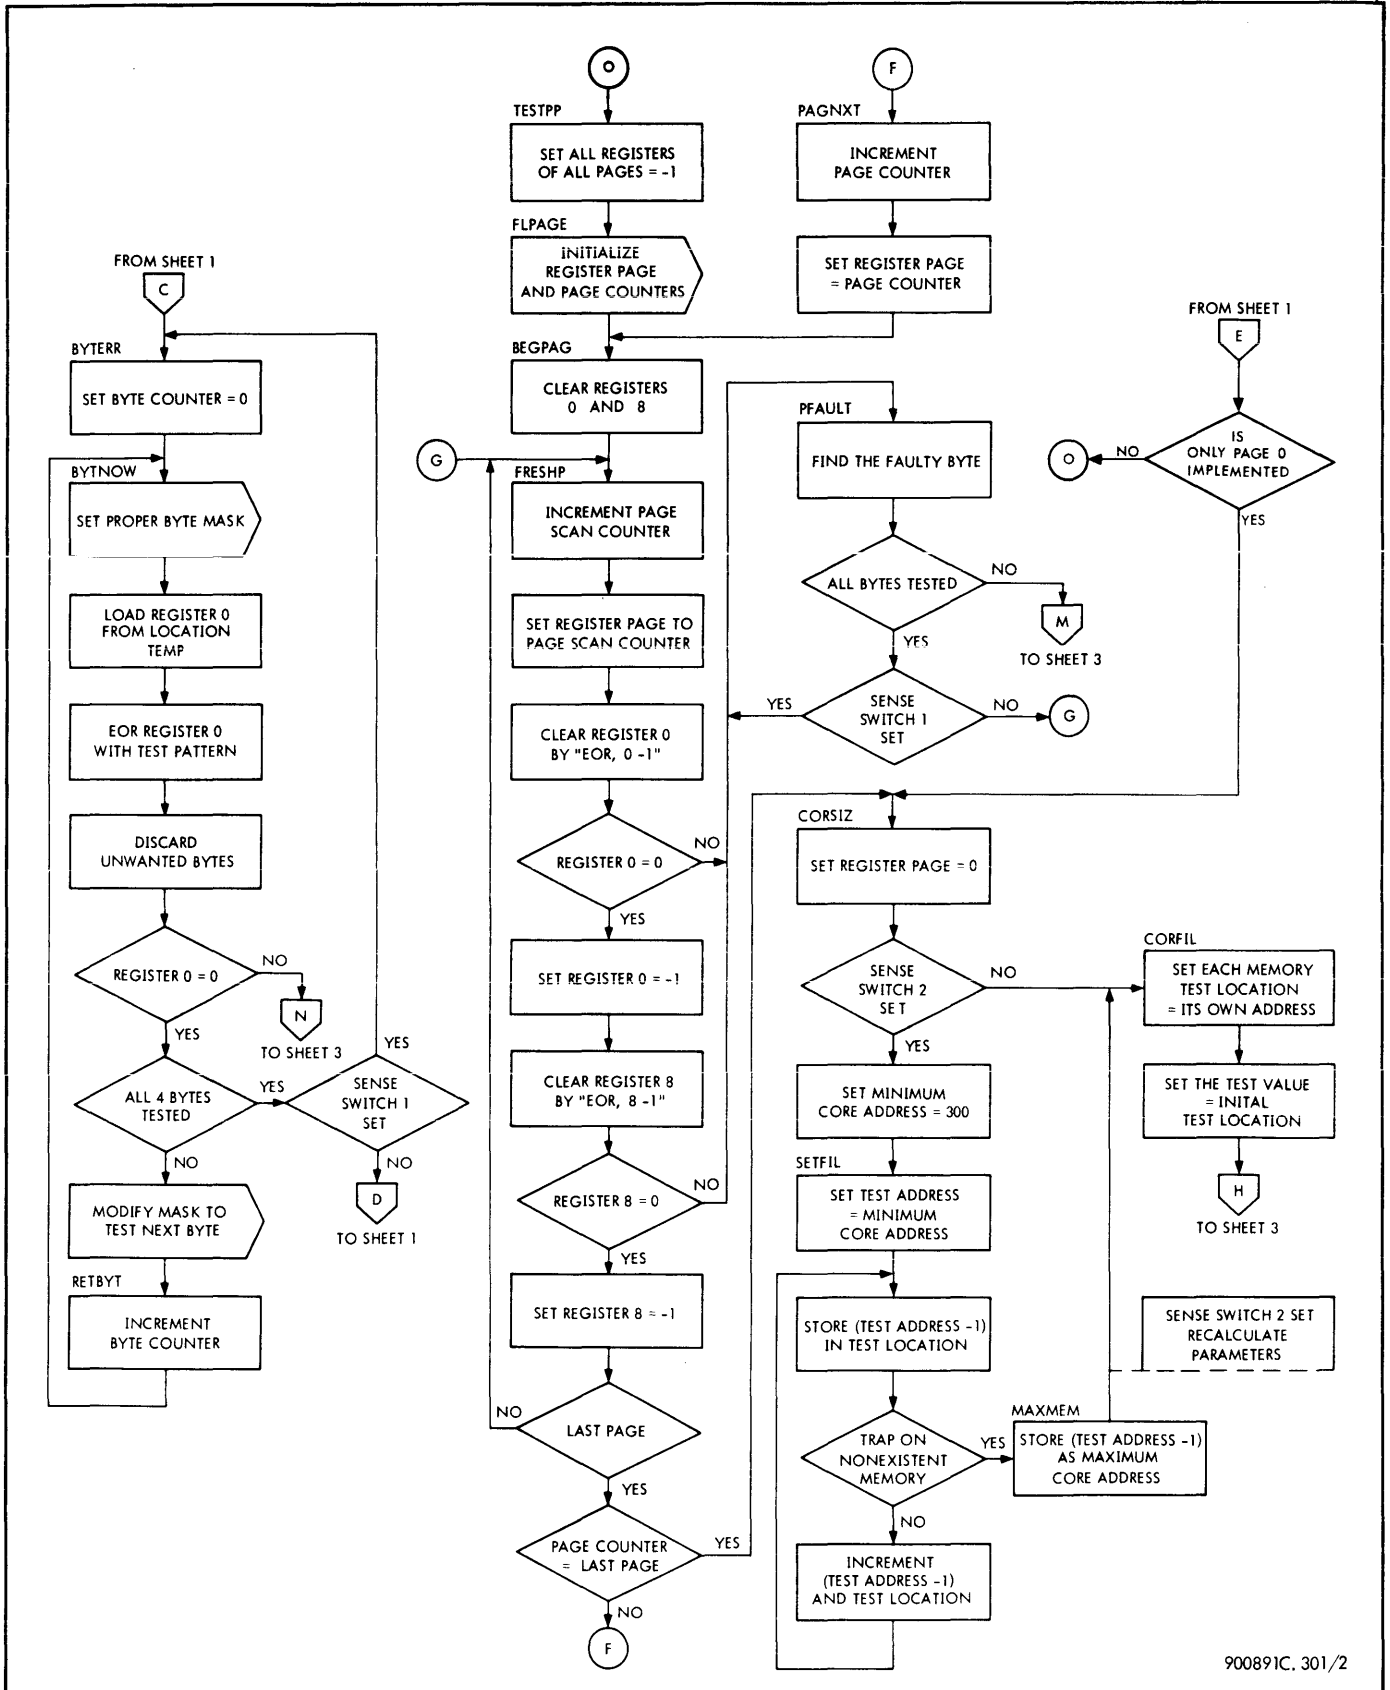 FROM SHEET 1
C
BYTERR
SET BYTE COUNTER = 0
BYTNOW
SET PROPER BYTE MASK
LOAD REGISTER 0
FROM LOCATION
TEMP
EOR REGISTER 0
WITH TEST PATTERN
DISCARD
UNWANTED BYTES
REGISTER 0 = 0
NO
N
TO SHEET 3
YES
ALL 4 BYTES
TESTED
YES
SENSE
SWITCH 1
SET
YES
NO
D
TO SHEET 1
NO
MODIFY MASK TO
TEST NEXT BYTE
RETBYT
INCREMENT
BYTE COUNTER
O
TESTPP
SET ALL REGISTERS
OF ALL PAGES = -1
FLPAGE
INITIALIZE
REGISTER PAGE
AND PAGE COUNTERS
BEGPAG
CLEAR REGISTERS
0 AND 8
G
FRESHP
INCREMENT PAGE
SCAN COUNTER
SET REGISTER PAGE TO
PAGE SCAN COUNTER
CLEAR REGISTER 0
BY "EOR, 0 -1"
REGISTER 0 = 0
NO
YES
SET REGISTER 0 = -1
CLEAR REGISTER 8
BY "EOR, 8 -1"
REGISTER 8 = 0
NO
YES
SET REGISTER 8 = -1
LAST PAGE
NO
YES
PAGE COUNTER
= LAST PAGE
YES
NO
F
F
PAGNXT
INCREMENT
PAGE COUNTER
SET REGISTER PAGE
= PAGE COUNTER
PFAULT
FIND THE FAULTY BYTE
ALL BYTES TESTED
NO
M
TO SHEET 3
YES
SENSE
SWITCH 1
SET
YES
NO
G
FROM SHEET 1
E
IS
ONLY PAGE 0
IMPLEMENTED
NO
O
YES
CORSIZ
SET REGISTER PAGE = 0
SENSE
SWITCH 2
SET
NO
YES
SET MINIMUM
CORE ADDRESS = 300
SETFIL
SET TEST ADDRESS
= MINIMUM
CORE ADDRESS
STORE (TEST ADDRESS -1)
IN TEST LOCATION
TRAP ON
NONEXISTENT
MEMORY
YES
NO
INCREMENT
(TEST ADDRESS -1)
AND TEST LOCATION
MAXMEM
STORE (TEST ADDRESS -1)
AS MAXIMUM
CORE ADDRESS
CORFIL
SET EACH MEMORY
TEST LOCATION
= ITS OWN ADDRESS
SET THE TEST VALUE
= INITAL
TEST LOCATION
H
TO SHEET 3
SENSE SWITCH 2 SET
RECALCULATE
PARAMETERS
900891C. 301/2